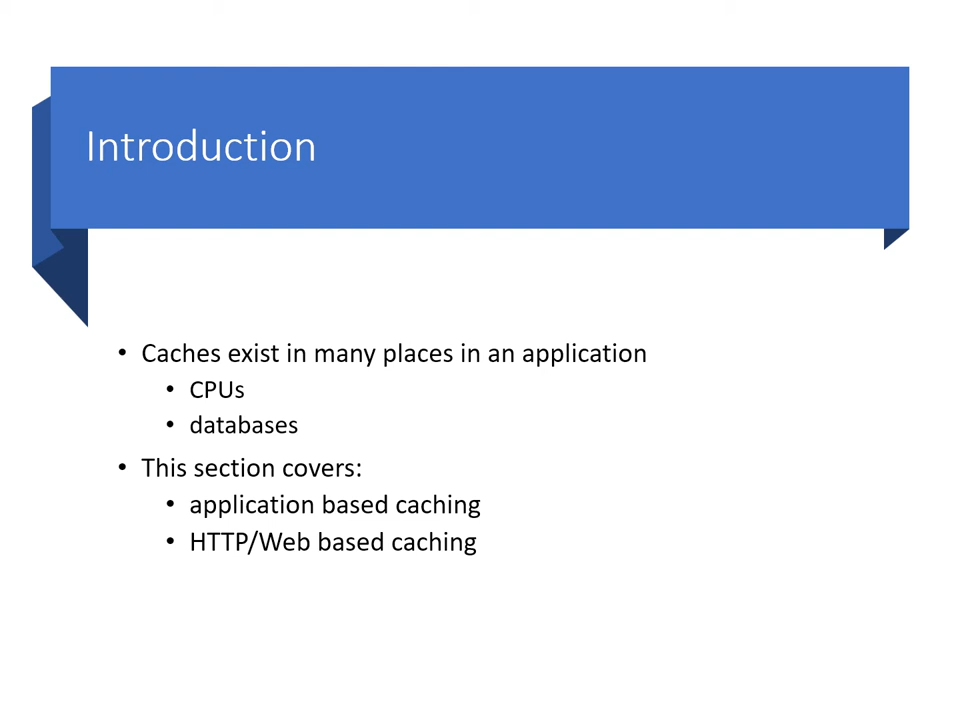 Introduction
• Caches exist in many places in an application
• CPUs
• databases
• This section covers:
• application based caching
• HTTP/Web based caching